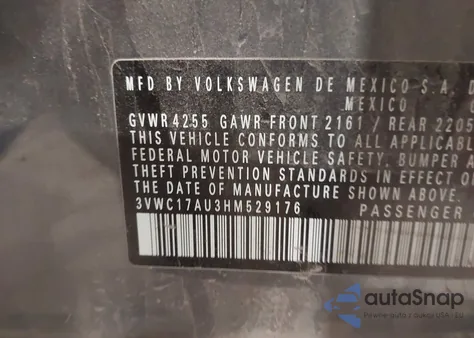 MFD BY VOLKSWAGEN DE MEXICO S.A. D
MEXICO
GVWR 4255 GAWR FRONT 2161 / REAR 2205
THIS VEHICLE CONFORMS TO ALL APPLICABL
FEDERAL MOTOR VEHICLE SAFETY, BUMPER
THEFT PREVENTION STANDARDS IN EFFECT O
THE DATE OF MANUFACTURE SHOWN ABOVE
3VWC17AU3HM529176 PASSENGER
autoSnap